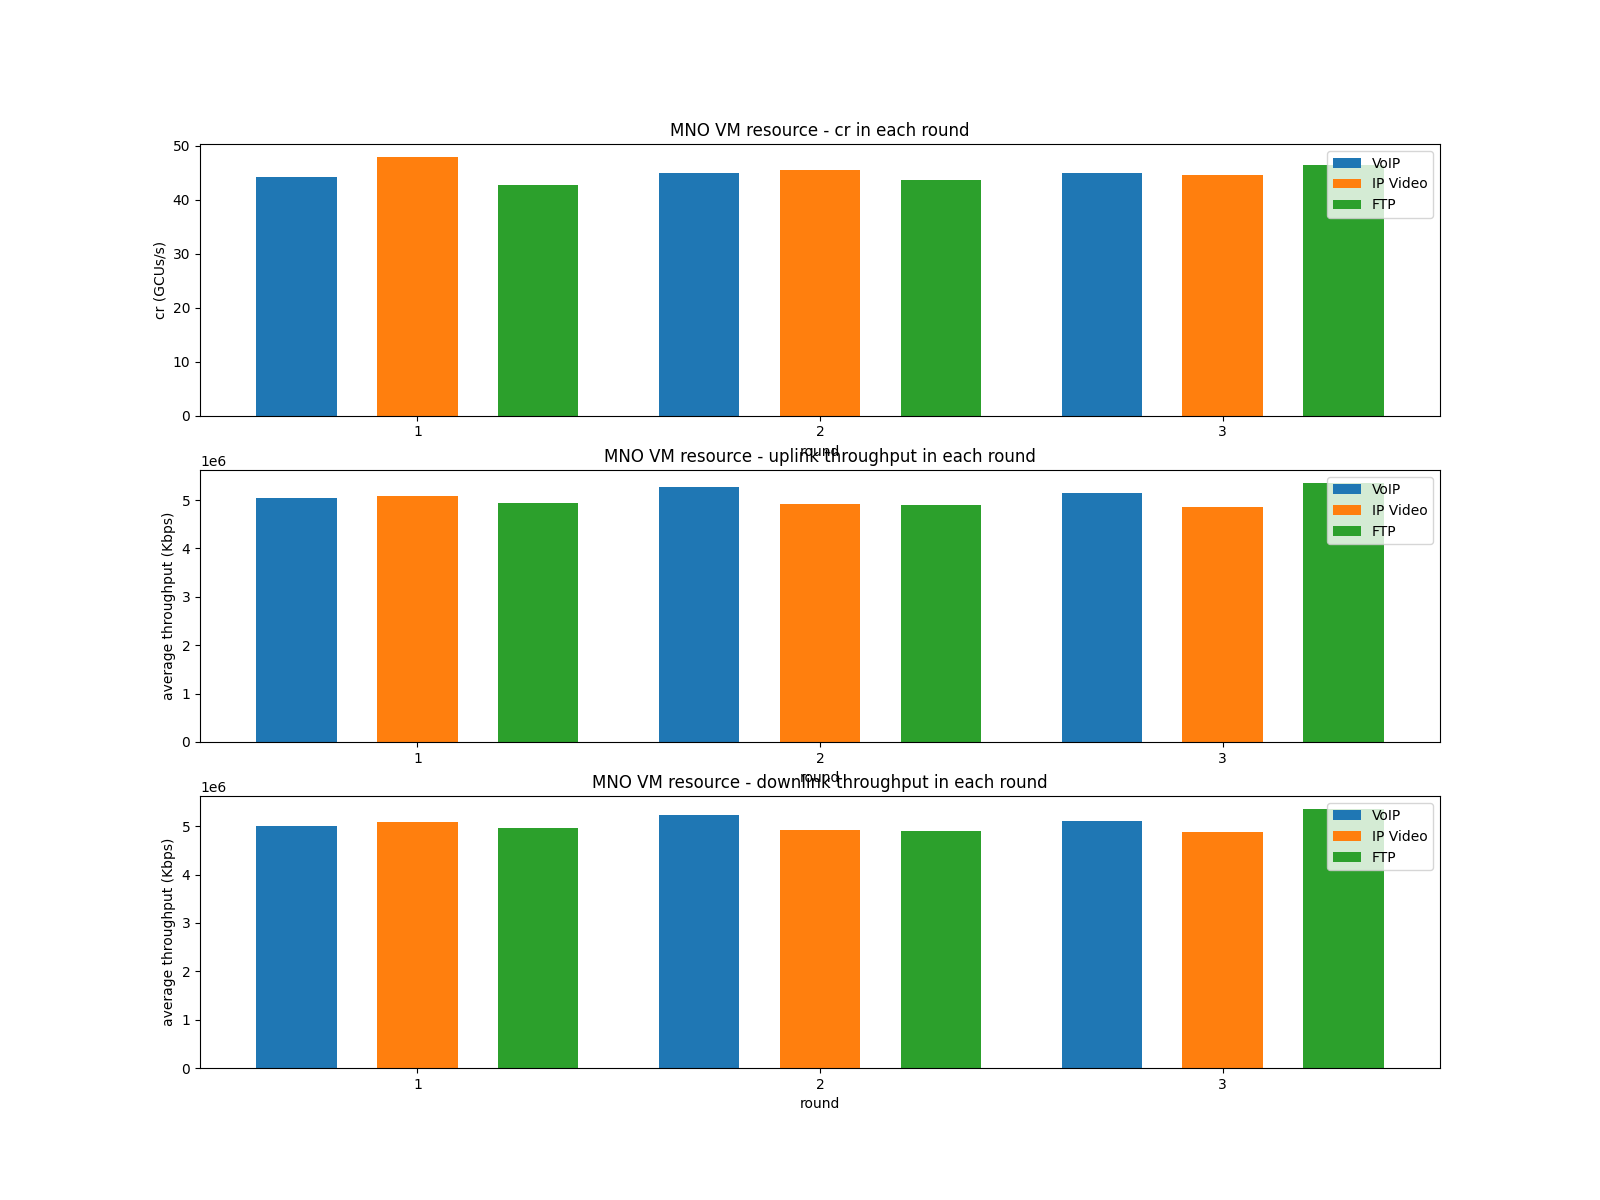 MNO VM resource - cr in each round
50
40
30
20
10
0
cr (GCUs/s)
VoIP
IP Video
FTP
1 2 3
round
MNO VM resource - uplink throughput in each round
1e6
5
4
3
2
1
0
average throughput (Kbps)
VoIP
IP Video
FTP
1 2 3
round
MNO VM resource - downlink throughput in each round
1e6
5
4
3
2
1
0
average throughput (Kbps)
VoIP
IP Video
FTP
1 2 3
round